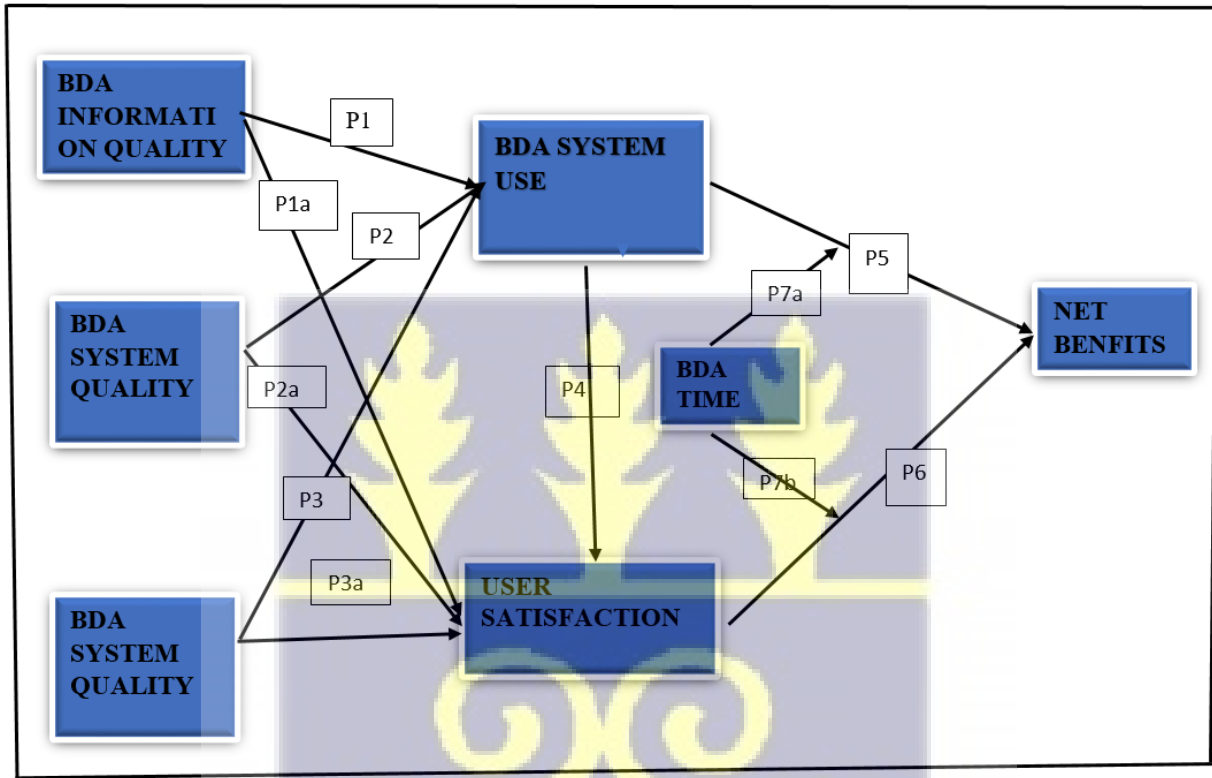 BDA
INFORMATI
ON QUALITY
P1
BDA SYSTEM
USE
P1a
P2
P5
P7a
BDA
SYSTEM
QUALITY
NET
BENFITS
P2a
P4
BDA
TIME
P7b
P6
P3
P3a
USER
SATISFACTION
BDA
SYSTEM
QUALITY